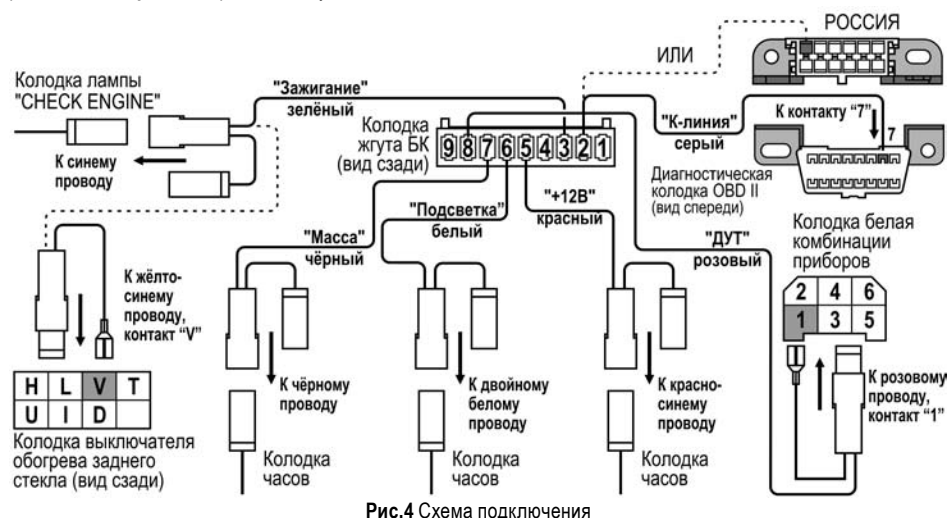 РОССИЯ
ИЛИ
Колодка лампы
"CHECK ENGINE"
"Зажигание"
зелёный
К синему
проводу
Колодка
жгута БК
(вид сзади)
9 8 7 6 5 4 3 2 1
"К-линия"
серый
К контакту "7"
7
Диагностическая
колодка OBD II
(вид спереди)
"+12В"
красный
"Подсветка"
белый
"Масса"
чёрный
"ДУТ"
розовый
Колодка белая
комбинации
приборов
2 4 6
1 3 5
К жёлто-
синему
проводу,
контакт "V"
H L V T
U I D
Колодка выключателя
обогрева заднего
стекла (вид сзади)
К чёрному
проводу
Колодка
часов
К двойному
белому
проводу
Колодка
часов
К красно-
синему
проводу
Колодка
часов
К розовому
проводу,
контакт "1"
Рис.4 Схема подключения